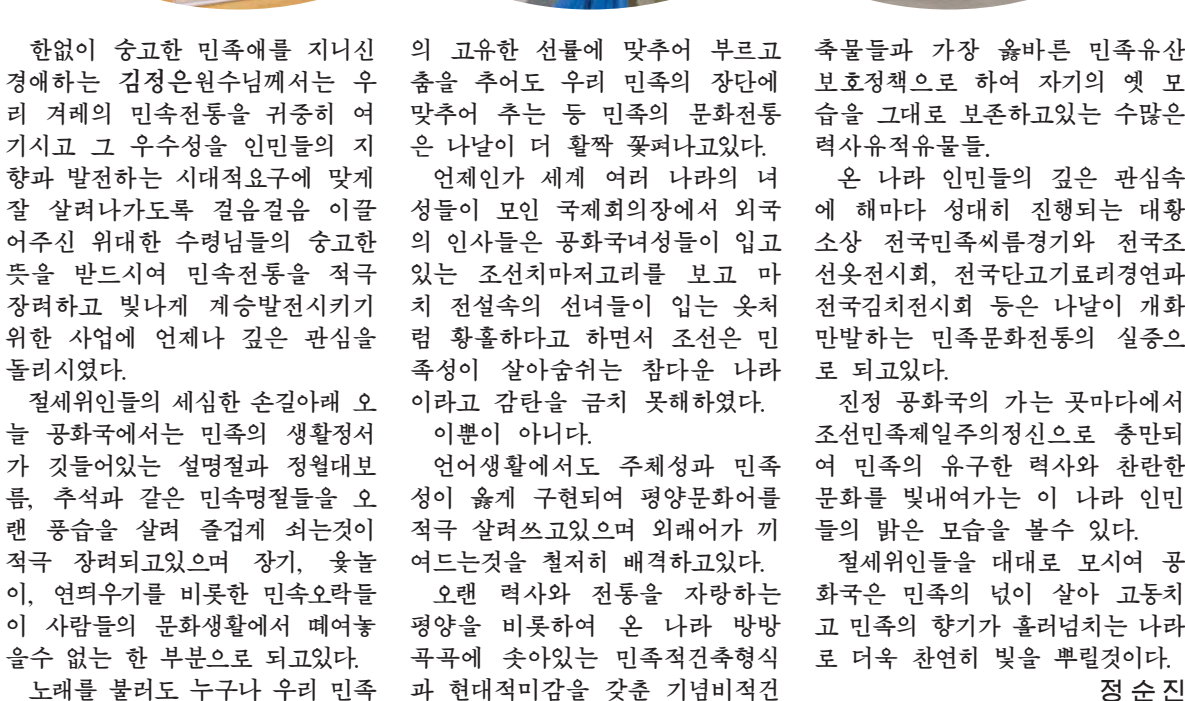 한없이 숭고한 민족애를 지니신
경애하는 김정은원수님께서는 우
리 겨레의 민속전통을 귀중히 여
기시고 그 우수성을 인민들의 지
향과 발전하는 시대적요구에 맞게
잘 살려나가도록 걸음걸음 이끌
어주신 위대한 수령님들의 숭고한
뜻을 받드시여 민속전통을 적극
장려하고 빛나게 계승발전시키기
위한 사업에 언제나 깊은 관심을
돌리시였다.
절세위인들의 세심한 손길아래 오
늘 공화국에서는 민족의 생활정서
가 깃들어있는 설명절과 정월대보
름, 추석과 같은 민속명절들을 오
랜 풍습을 살려 즐겁게 쇠는것이
적극 장려되고있으며 장기, 윷놀
이, 연띄우기를 비롯한 민속오락들
이 사람들의 문화생활에서 떼여놓
을수 없는 한 부분으로 되고있다.
노래를 불러도 누구나 우리 민족
의 고유한 선률에 맞추어 부르고
춤을 추어도 우리 민족의 장단에
맞추어 추는 등 민족의 문화전통
은 나날이 더 활짝 꽃펴나고있다.
언제인가 세계 여러 나라의 녀
성들이 모인 국제회의장에서 외국
의 인사들은 공화국녀성들이 입고
있는 조선치마저고리를 보고 마
치 전설속의 선녀들이 입는 옷처
럼 황홀하다고 하면서 조선은 민
족성이 살아숨쉬는 참다운 나라
이라고 감탄을 금치 못해하였다.
이뿐이 아니다.
언어생활에서도 주체성과 민족
성이 옳게 구현되여 평양문화어를
적극 살려쓰고있으며 외래어가 끼
여드는것을 철저히 배격하고있다.
오랜 력사와 전통을 자랑하는
평양을 비롯하여 온 나라 방방
곡곡에 솟아있는 민족적건축형식
과 현대적미감을 갖춘 기념비적건
축물들과 가장 옳바른 민족유산
보호정책으로 하여 자기의 옛 모
습을 그대로 보존하고있는 수많은
력사유적유물들.
온 나라 인민들의 깊은 관심속
에 해마다 성대히 진행되는 대황
소상 전국민족씨름경기와 전국조
선옷전시회, 전국단고기료리경연과
전국김치전시회 등은 나날이 개화
만발하는 민족문화전통의 실증으
로 되고있다.
진정 공화국의 가는 곳마다에서
조선민족제일주의정신으로 충만되
여 민족의 유구한 력사와 찬란한
문화를 빛내여가는 이 나라 인민
들의 밝은 모습을 볼수 있다.
절세위인들을 대대로 모시여 공
화국은 민족의 넋이 살아 고동치
고 민족의 향기가 흘러넘치는 나라
로 더욱 찬연히 빛을 뿌릴것이다.
정순진